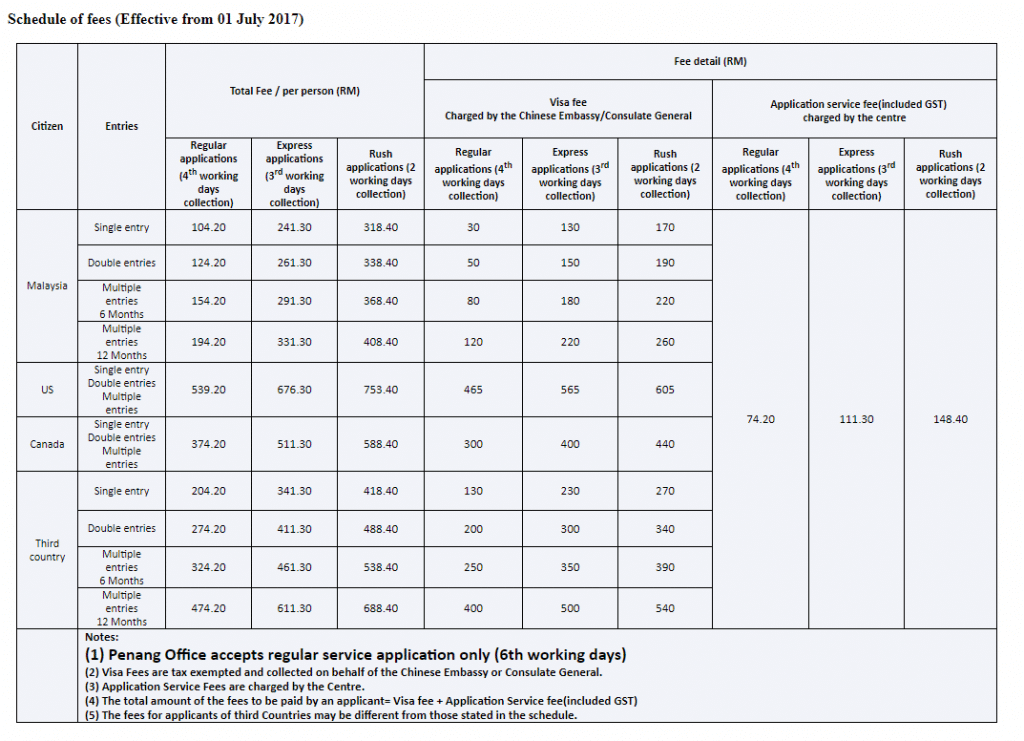 Schedule of fees (Effective from 01 July 2017)
Citizen
Entries
Total Fee / per person (RM)
Fee detail (RM)
Visa fee
Charged by the Chinese Embassy/Consulate General
Application service fee(included GST)
charged by the centre
Regular
applications
(4th working
days
collection)
Express
applications
(3rd working
days
collection)
Rush
applications (2
working days
collection)
Regular
applications (4th
working days
collection)
Express
applications (3rd
working days
collection)
Rush
applications (2
working days
collection)
Regular
applications (4th
working days
collection)
Express
applications (3rd
working days
collection)
Rush
applications (2
working days
collection)
Malaysia
Single entry 104.20 241.30 318.40 30 130 170
Double entries 124.20 261.30 338.40 50 150 190
Multiple
entries
6 Months
154.20 291.30 368.40 80 180 220
Multiple
entries
12 Months
194.20 331.30 408.40 120 220 260
US
Single entry
Double entries
Multiple
entries
539.20 676.30 753.40 465 565 605
Canada
Single entry
Double entries
Multiple
entries
374.20 511.30 588.40 300 400 440
74.20 111.30 148.40
Third
country
Single entry 204.20 341.30 418.40 130 230 270
Double entries 274.20 411.30 488.40 200 300 340
Multiple
entries
6 Months
324.20 461.30 538.40 250 350 390
Multiple
entries
12 Months
474.20 611.30 688.40 400 500 540
Notes:
(1) Penang Office accepts regular service application only (6th working days)
(2) Visa Fees are tax exempted and collected on behalf of the Chinese Embassy or Consulate General.
(3) Application Service Fees are charged by the Centre.
(4) The total amount of the fees to be paid by an applicant= Visa fee + Application Service fee(included GST)
(5) The fees for applicants of third Countries may be different from those stated in the schedule.